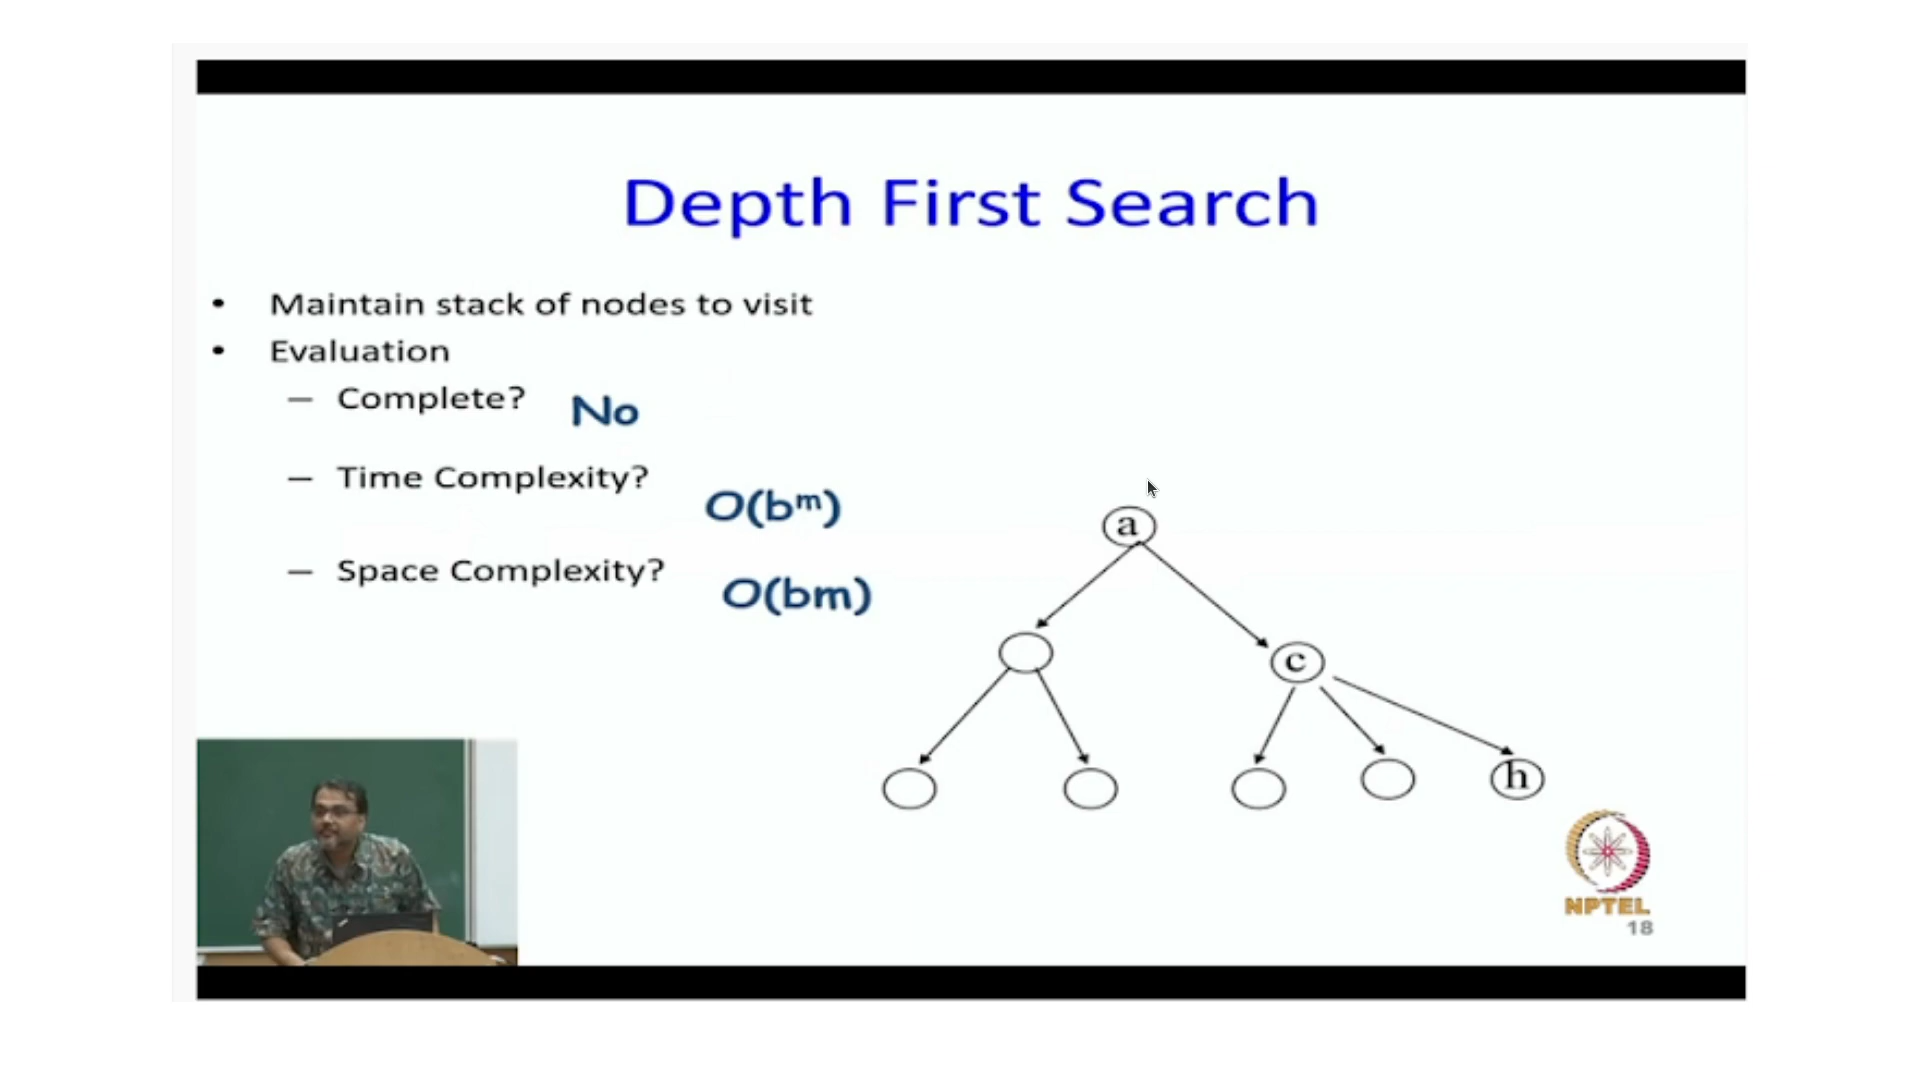 Depth First Search
• Maintain stack of nodes to visit
• Evaluation
– Complete? No
– Time Complexity? O(bᵐ)
– Space Complexity? O(bm)
a
c
h
NPTEL
18